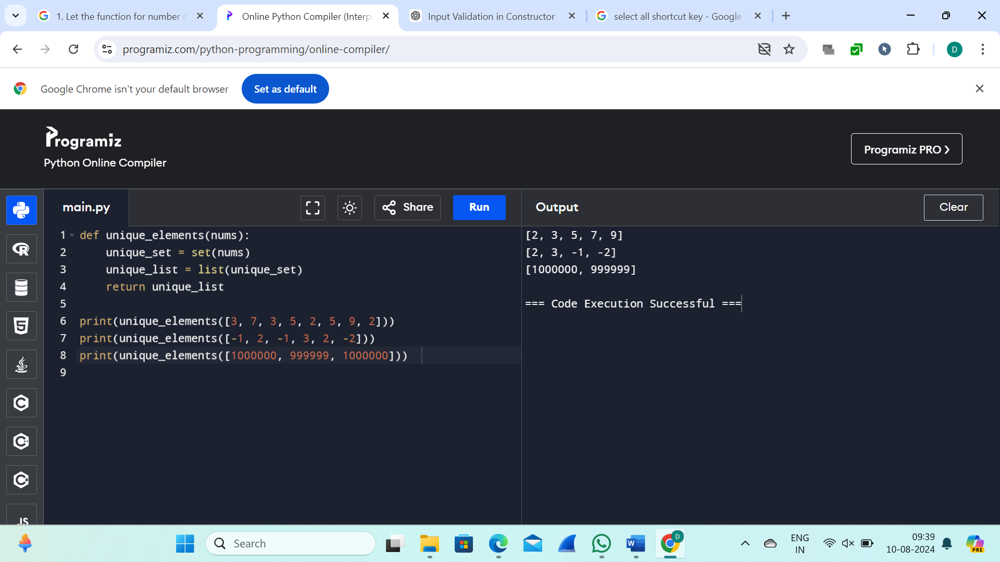 1. Let the function for number c
Online Python Compiler (Interp
Input Validation in Constructor
select all shortcut key - Google
programiz.com/python-programming/online-compiler/
D
Google Chrome isn't your default browser
Set as default
Programiz
Python Online Compiler
Programiz PRO ❯
main.py
Share
Run
Output
Clear
1 def unique_elements(nums):
2     unique_set = set(nums)
3     unique_list = list(unique_set)
4     return unique_list
5
6 print(unique_elements([3, 7, 3, 5, 2, 5, 9, 2]))
7 print(unique_elements([-1, 2, -1, 3, 2, -2]))
8 print(unique_elements([1000000, 999999, 1000000]))
9
[2, 3, 5, 7, 9]
[2, 3, -1, -2]
[1000000, 999999]
=== Code Execution Successful ===
JS
Search
D
ENG
IN
09:39
10-08-2024
PRE